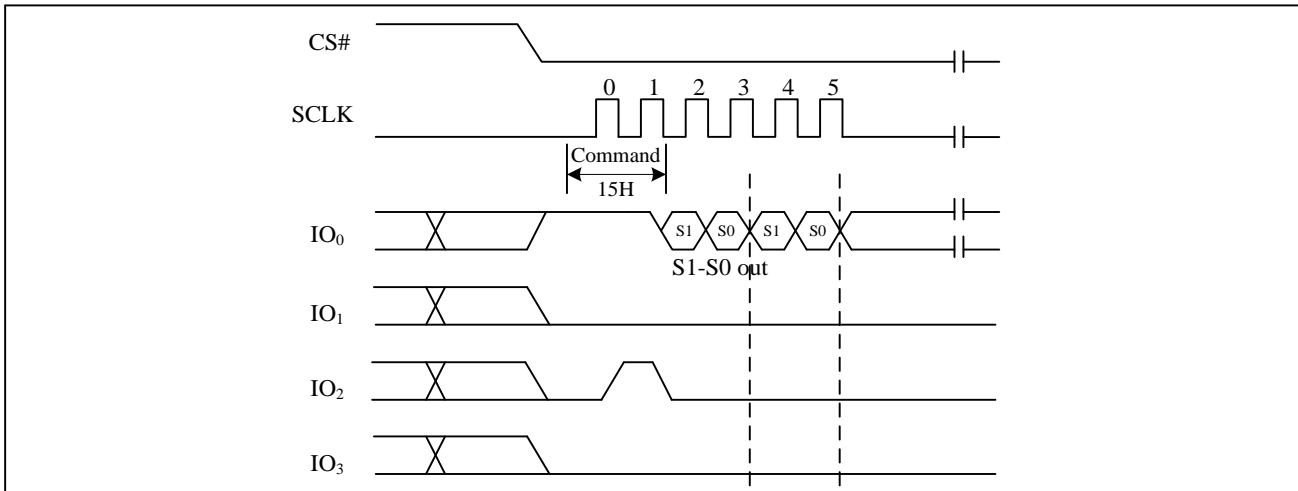 CS#
0 1 2 3 4 5
SCLK
Command
15H
IO₀
S1 S0 S1 S0
S1-S0 out
IO₁
IO₂
IO₃